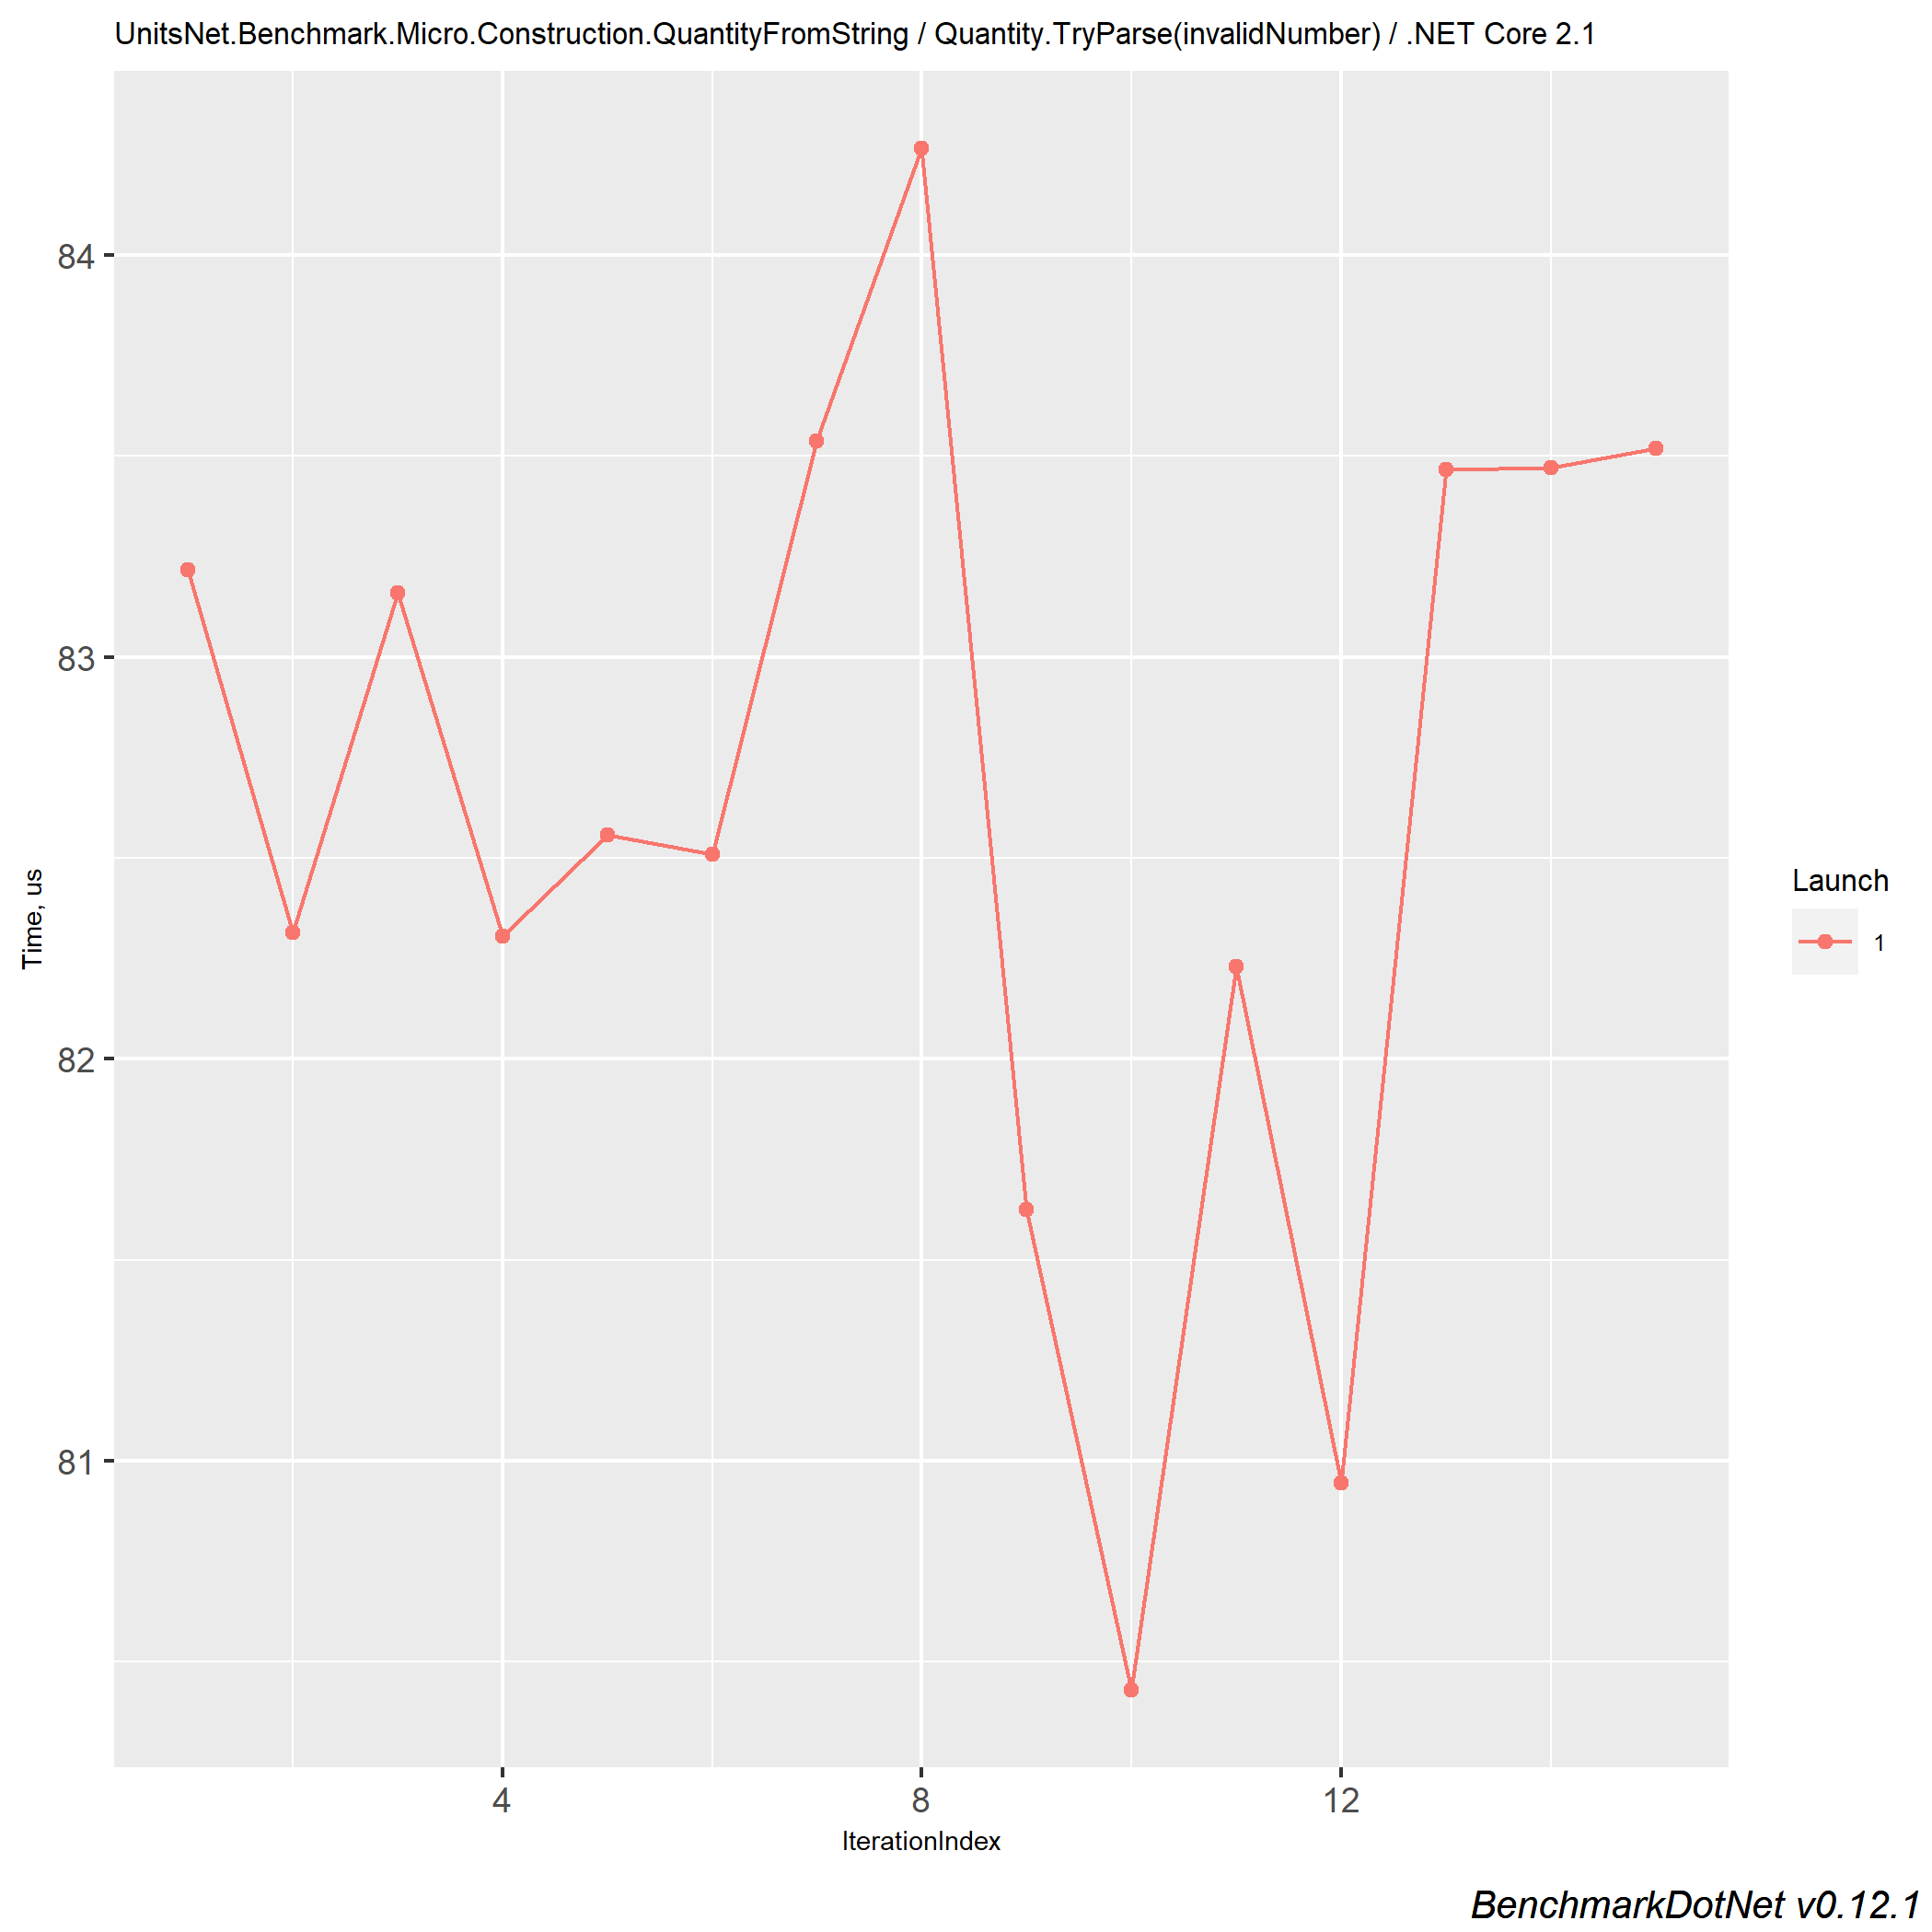 UnitsNet.Benchmark.Micro.Construction.QuantityFromString / Quantity.TryParse(invalidNumber) / .NET Core 2.1
84
83
82
81
Time, us
4 8 12
IterationIndex
Launch
1
BenchmarkDotNet v0.12.1